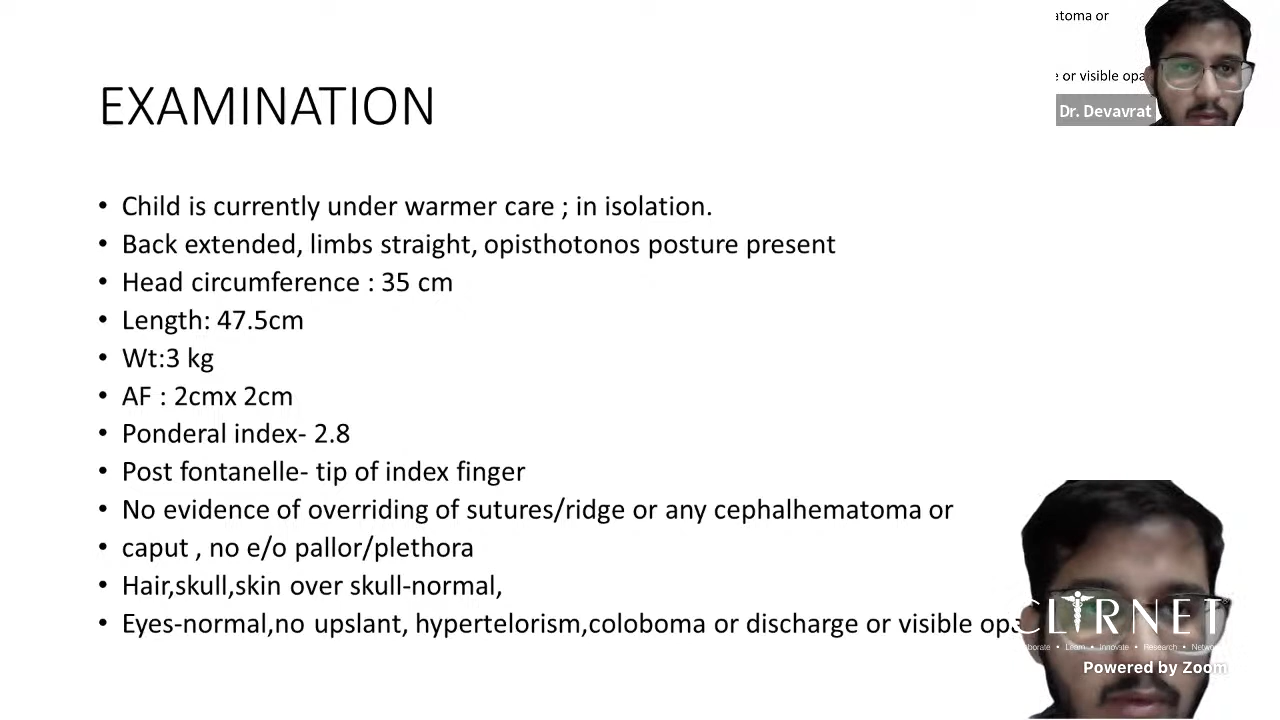 atoma or
e or visible opa
Dr. Devavrat
EXAMINATION
• Child is currently under warmer care ; in isolation.
• Back extended, limbs straight, opisthotonos posture present
• Head circumference : 35 cm
• Length: 47.5cm
• Wt:3 kg
• AF : 2cmx 2cm
• Ponderal index- 2.8
• Post fontanelle- tip of index finger
• No evidence of overriding of sutures/ridge or any cephalhematoma or
• caput , no e/o pallor/plethora
• Hair,skull,skin over skull-normal,
• Eyes-normal,no upslant, hypertelorism,coloboma or discharge or visible opa
CLIRNET
• Learn • Innovate • Research •
Powered by Zoom